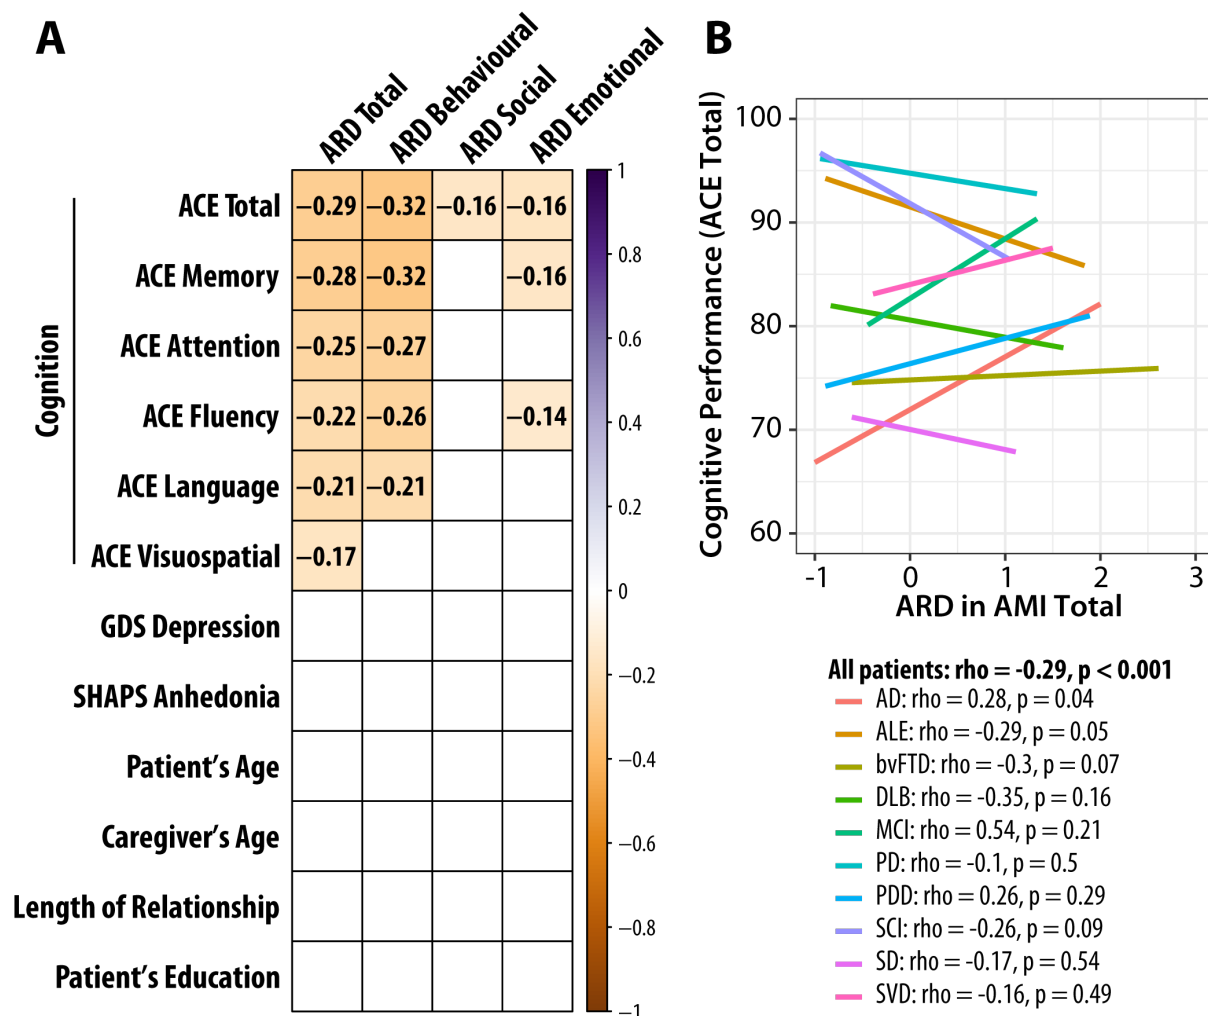 A
ARD Total
ARD Behavioural
ARD Social
ARD Emotional
Cognition
ACE Total −0.29 −0.32 −0.16 −0.16
ACE Memory −0.28 −0.32 −0.16
ACE Attention −0.25 −0.27
ACE Fluency −0.22 −0.26 −0.14
ACE Language −0.21 −0.21
ACE Visuospatial −0.17
GDS Depression
SHAPS Anhedonia
Patient’s Age
Caregiver’s Age
Length of Relationship
Patient’s Education
1
0.8
0.6
0.4
0.2
0
−0.2
−0.4
−0.6
−0.8
−1
B
Cognitive Performance (ACE Total)
100
90
80
70
60
-1 0 1 2 3
ARD in AMI Total
All patients: rho = -0.29, p < 0.001
AD: rho = 0.28, p = 0.04
ALE: rho = -0.29, p = 0.05
bvFTD: rho = -0.3, p = 0.07
DLB: rho = -0.35, p = 0.16
MCI: rho = 0.54, p = 0.21
PD: rho = -0.1, p = 0.5
PDD: rho = 0.26, p = 0.29
SCI: rho = -0.26, p = 0.09
SD: rho = -0.17, p = 0.54
SVD: rho = -0.16, p = 0.49